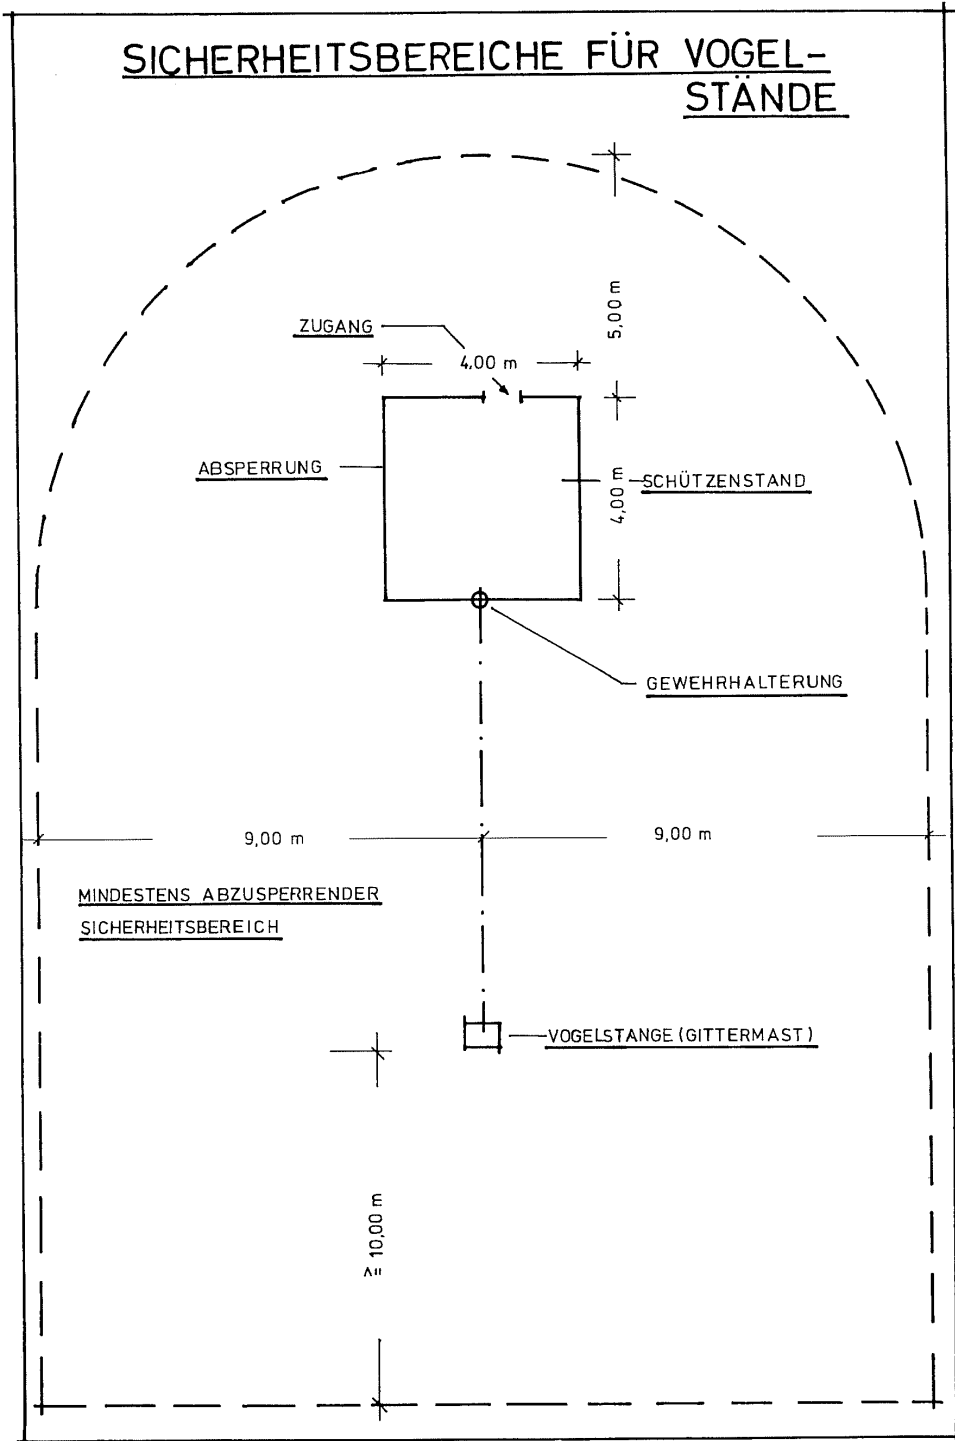 SICHERHEITSBEREICHE FÜR VOGEL-
STÄNDE
5,00 m
ZUGANG
4,00 m
ABSPERRUNG
4,00 m
SCHÜTZENSTAND
GEWEHRHALTERUNG
9,00 m
9,00 m
MINDESTENS ABZUSPERRENDER
SICHERHEITSBEREICH
VOGELSTANGE (GITTERMAST)
≥ 10,00 m